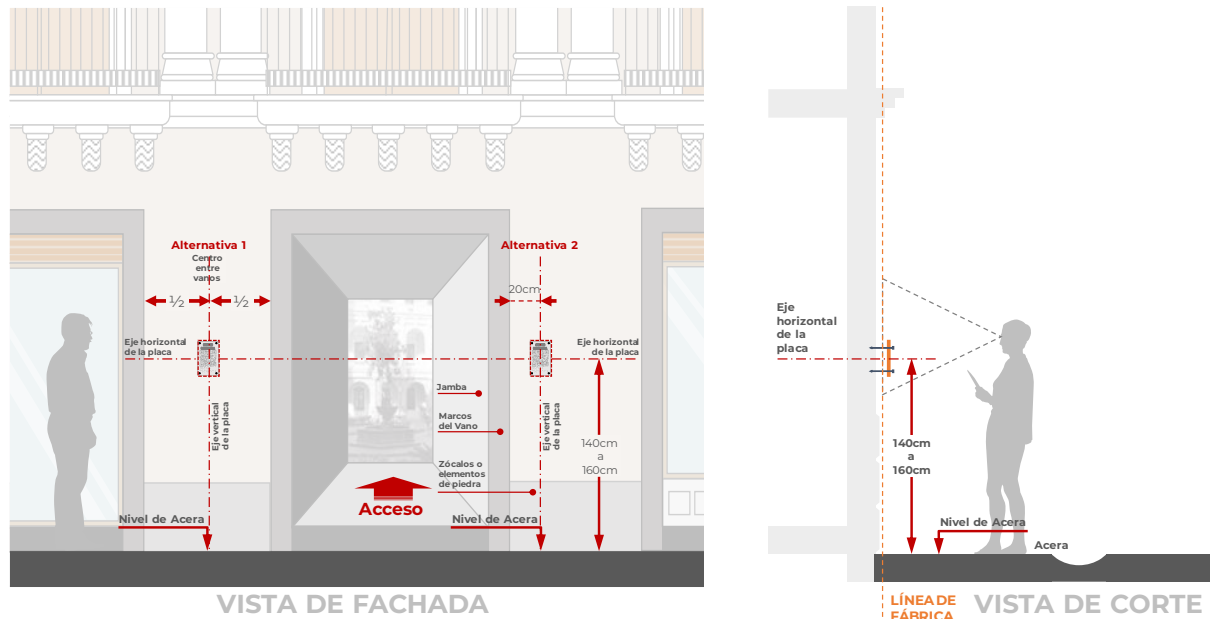 Alternativa 1
Centro
entre
vanos
½
½
Alternativa 2
20cm
Eje horizontal
de la placa
Eje horizontal
de la placa
Eje vertical
de la placa
Eje vertical
de la placa
Jamba
Marcos
del Vano
Zócalos o
elementos
de piedra
140cm
a
160cm
Acceso
Nivel de Acera
Nivel de Acera
VISTA DE FACHADA
Eje
horizontal
de la
placa
140cm
a
160cm
Nivel de Acera
Acera
LÍNEA DE
FÁBRICA
VISTA DE CORTE